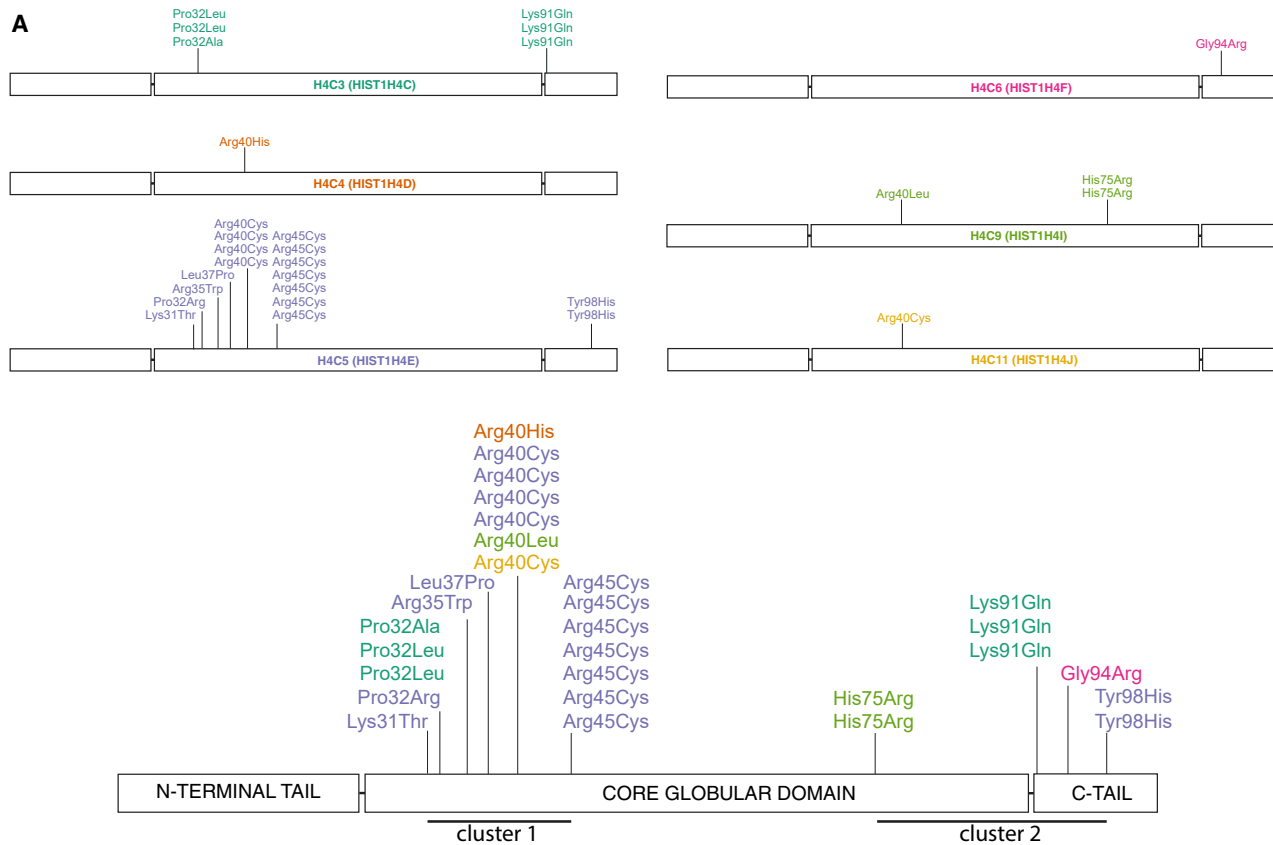 A
Pro32Leu
Pro32Leu
Pro32Ala
Lys91Gln
Lys91Gln
Lys91Gln
H4C3 (HIST1H4C)
Arg40His
H4C4 (HIST1H4D)
Arg40Cys
Arg40Cys Arg45Cys
Arg40Cys Arg45Cys
Arg40Cys Arg45Cys
Leu37Pro Arg45Cys
Arg35Trp Arg45Cys
Pro32Arg Arg45Cys
Lys31Thr Arg45Cys
Tyr98His
Tyr98His
H4C5 (HIST1H4E)
Gly94Arg
H4C6 (HIST1H4F)
Arg40Leu
His75Arg
His75Arg
H4C9 (HIST1H4I)
Arg40Cys
H4C11 (HIST1H4J)
Arg40His
Arg40Cys
Arg40Cys
Arg40Cys
Arg40Cys
Arg40Leu
Arg40Cys
Leu37Pro
Arg35Trp
Pro32Ala
Pro32Leu
Pro32Leu
Pro32Arg
Lys31Thr
Arg45Cys
Arg45Cys
Arg45Cys
Arg45Cys
Arg45Cys
Arg45Cys
Arg45Cys
His75Arg
His75Arg
Lys91Gln
Lys91Gln
Lys91Gln
Gly94Arg
Tyr98His
Tyr98His
N-TERMINAL TAIL
CORE GLOBULAR DOMAIN
C-TAIL
cluster 1
cluster 2